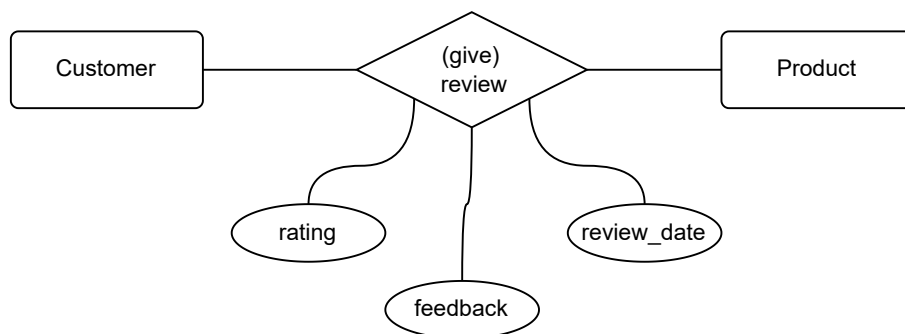 Customer
(give)
review
Product
rating
review_date
feedback